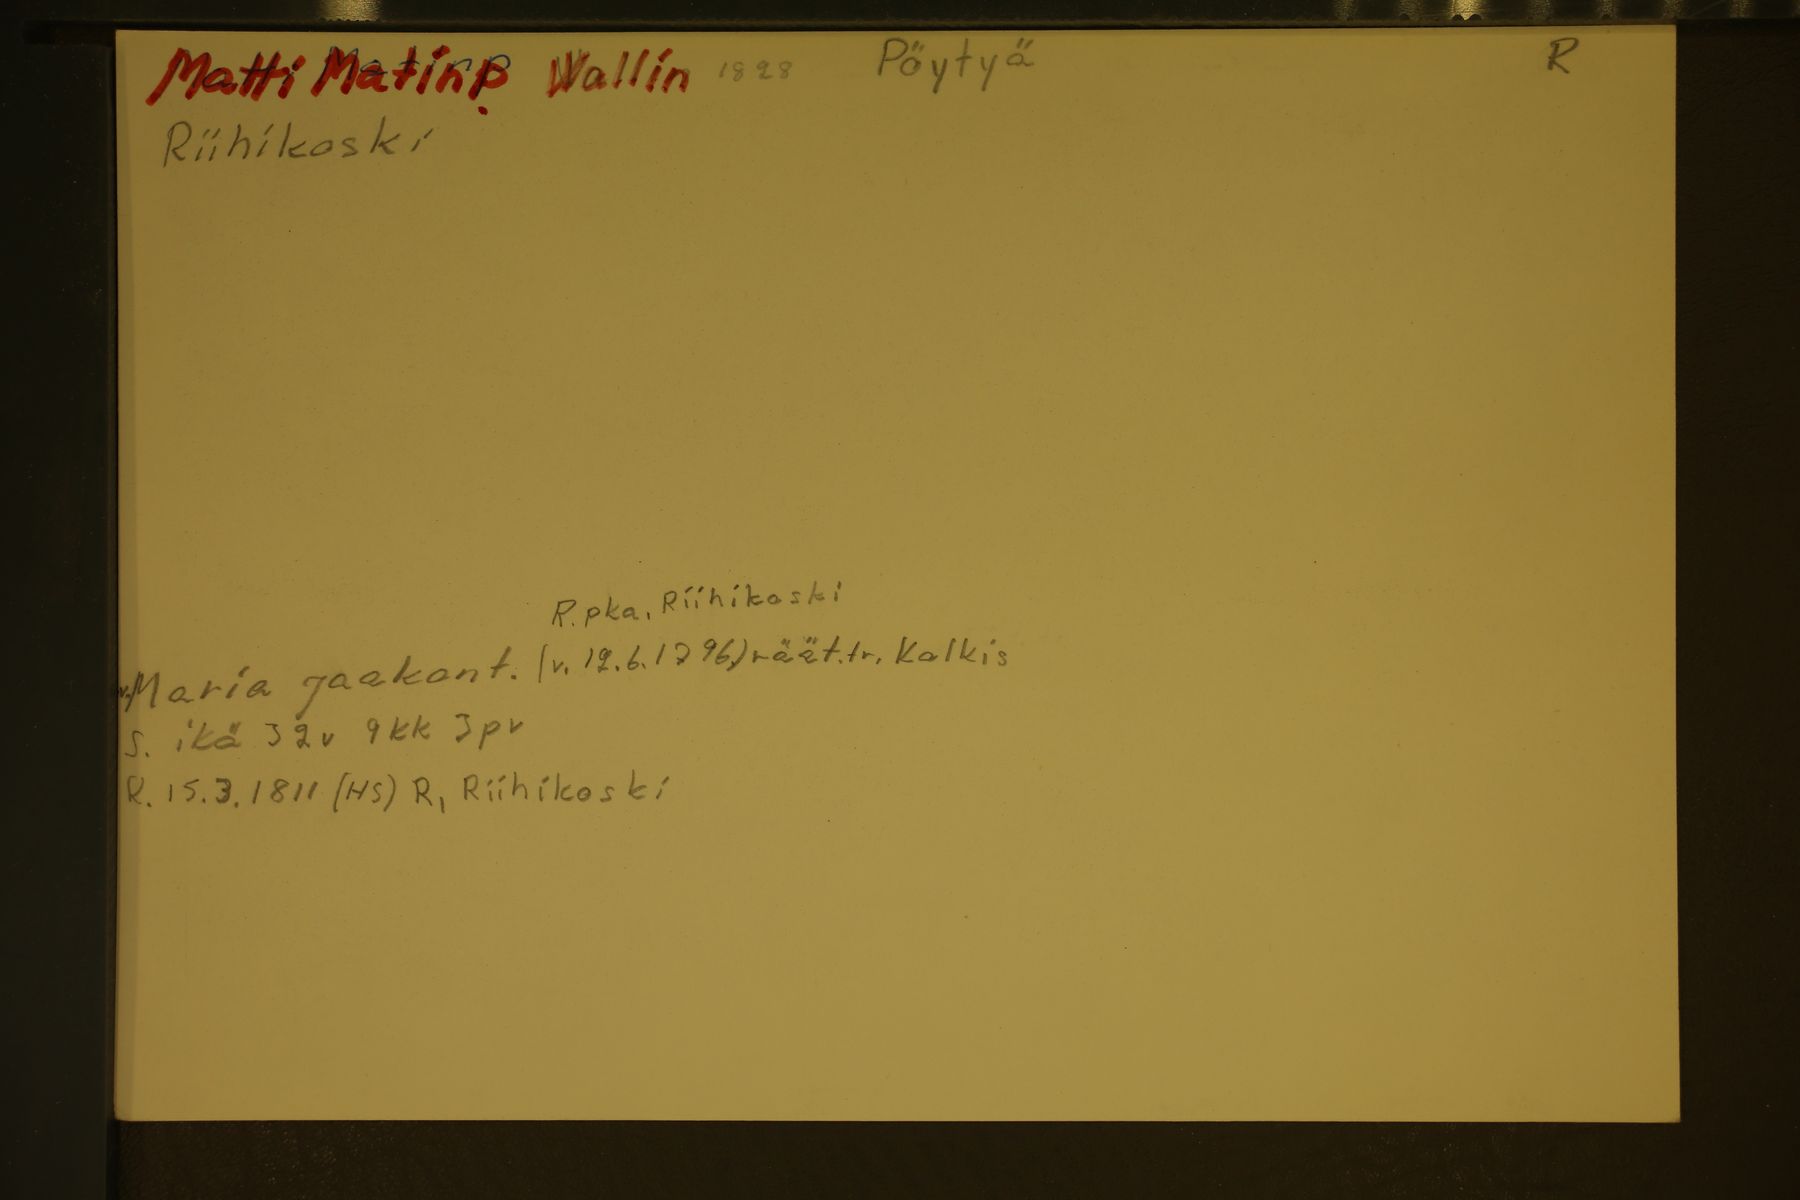 Matti Matinp. Wallin 1828 Pöytyä R
Riihikoski
R. pka, Riihikoski
v. Maria Jaakont. (v. 12.6.1796) räät.tr. Kalkis
S. ikä 32v 9kk 3pv
R. 15.3.1811 (HS) R, Riihikoski